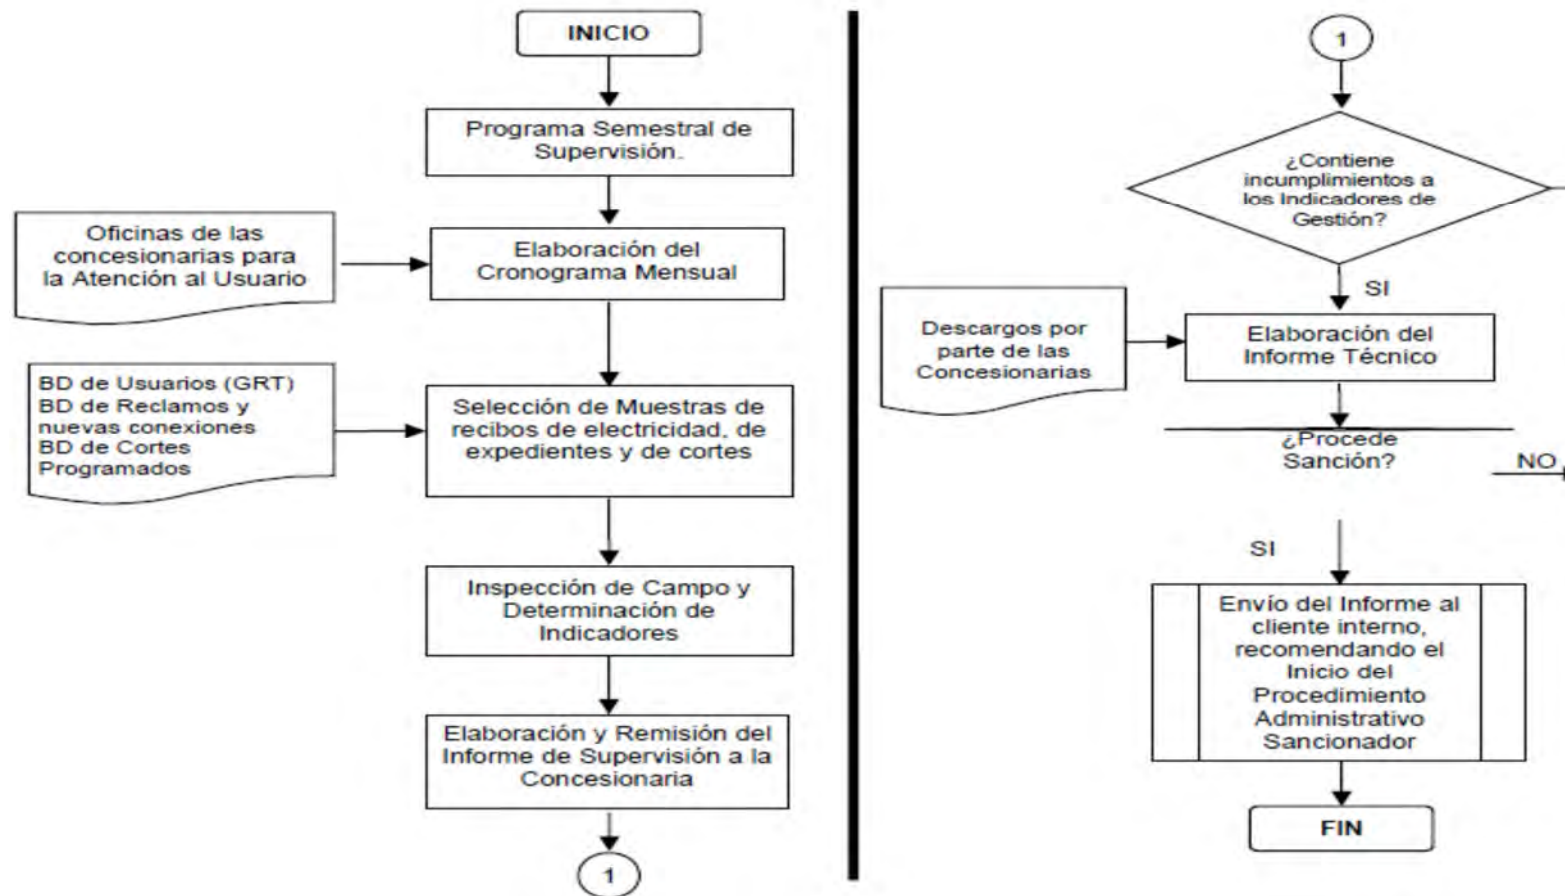 INICIO
Programa Semestral de
Supervisión.
Oficinas de las
concesionarias para
la Atención al Usuario
Elaboración del
Cronograma Mensual
BD de Usuarios (GRT)
BD de Reclamos y
nuevas conexiones
BD de Cortes
Programados
Selección de Muestras de
recibos de electricidad, de
expedientes y de cortes
Inspección de Campo y
Determinación de
Indicadores
Elaboración y Remisión del
Informe de Supervisión a la
Concesionaria
1
1
¿Contiene
incumplimientos a
los Indicadores de
Gestión?
SI
Descargos por
parte de las
Concesionarias
Elaboración del
Informe Técnico
¿Procede
Sanción?
NO
SI
Envío del Informe al
cliente interno,
recomendando el
Inicio del
Procedimiento
Administrativo
Sancionador
FIN